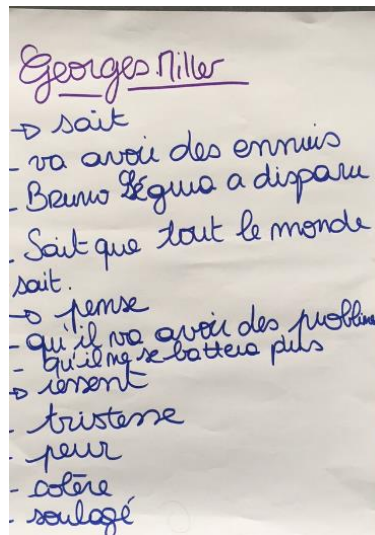 Georges Miller
→ sait
- va avoir des ennuis
- Bruno Séguia a disparu
- Sait que tout le monde
sait.
→ pense
- qu'il va avoir des problème
- qu'il ne se battera plus
→ ressent
- tristesse
- peur
- colère
- soulagé